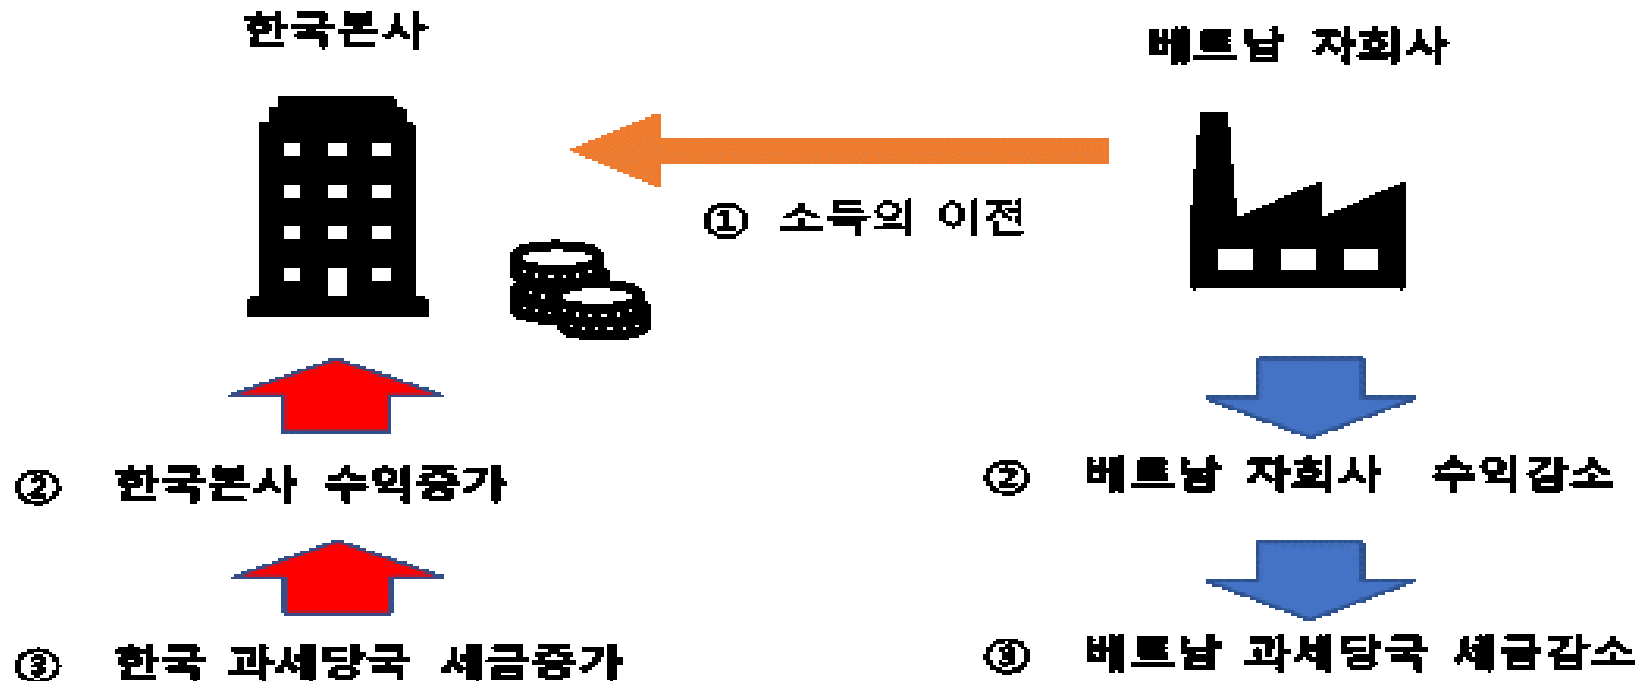 한국본사
베트남 자회사
① 소득의 이전
② 한국본사 수익증가
② 베트남 자회사 수익감소
③ 한국 과세당국 세금증가
③ 베트남 과세당국 세금감소